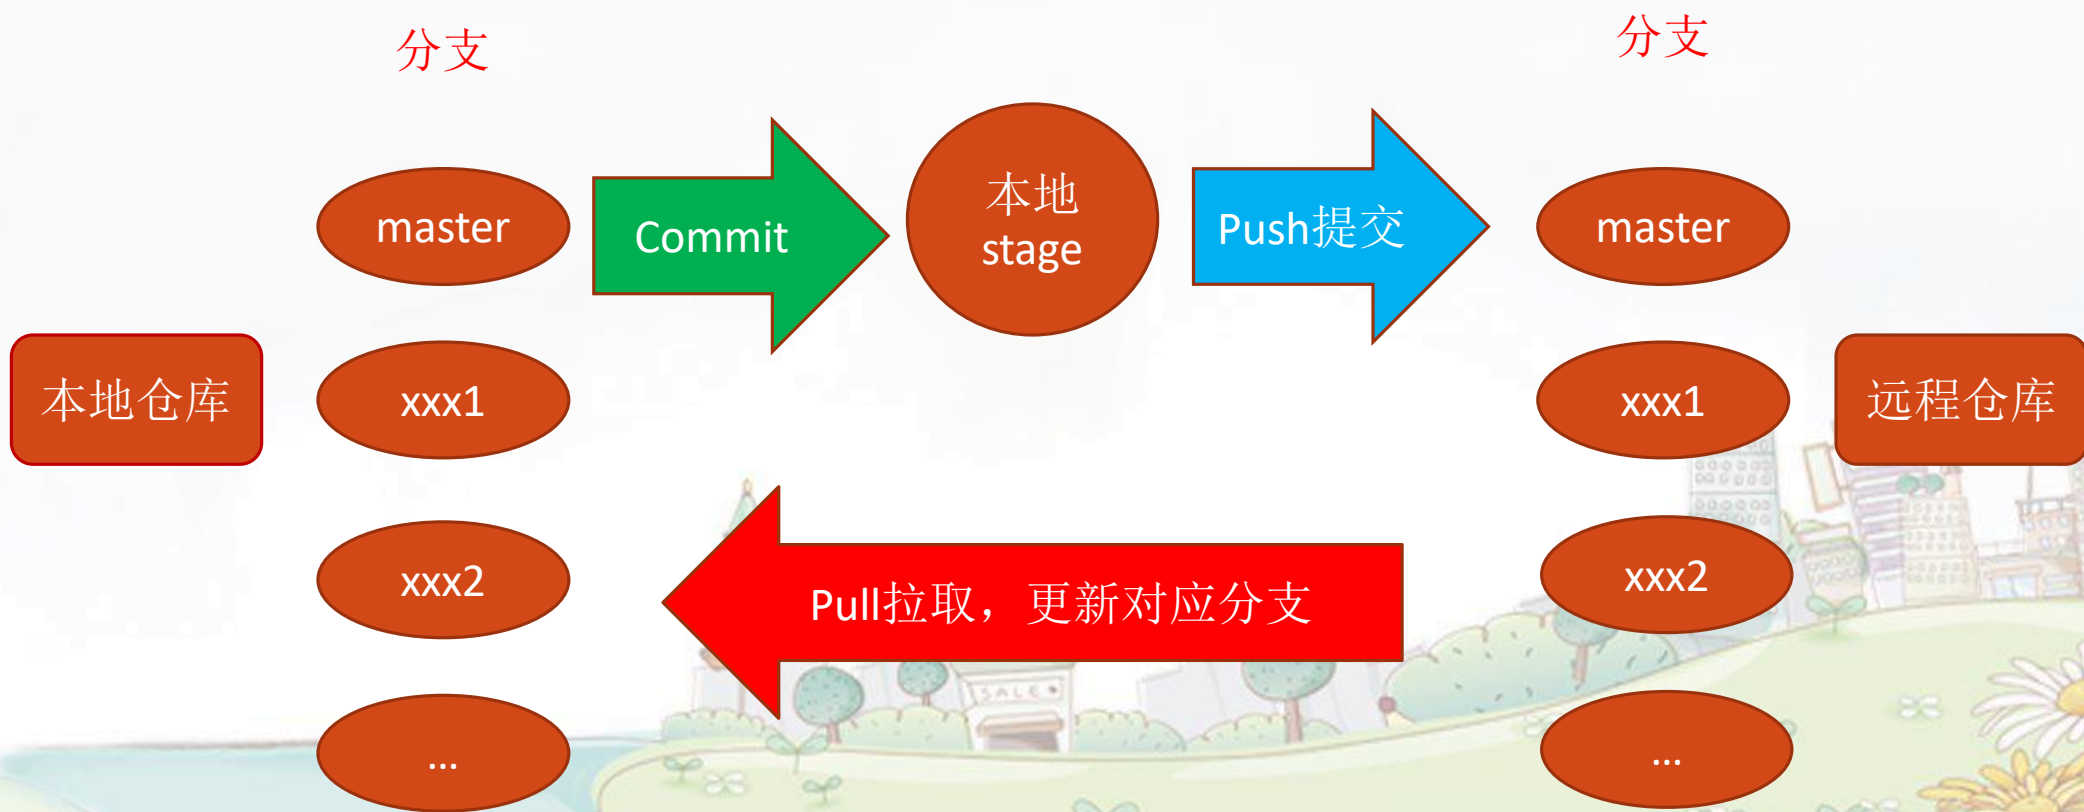 分支
分支
master
Commit
本地
stage
Push提交
master
本地仓库
xxx1
xxx1
远程仓库
xxx2
Pull拉取，更新对应分支
xxx2
SALE
...
...